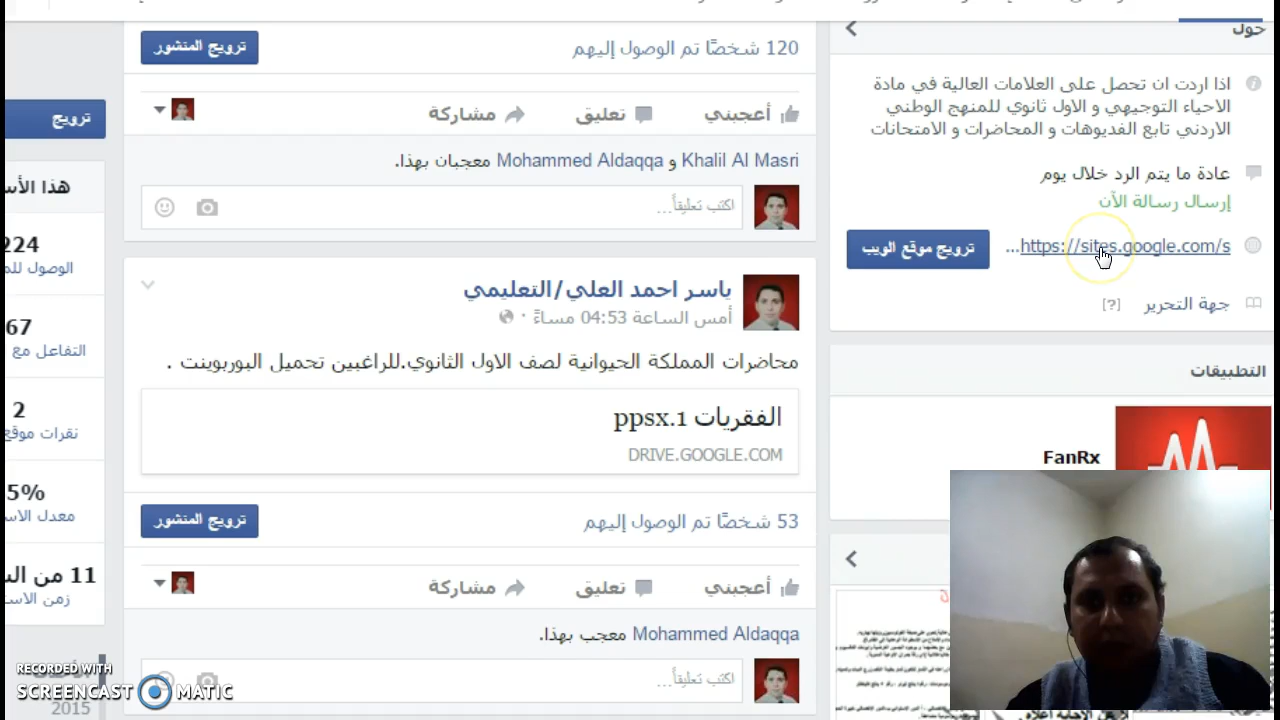 حول
اذا اردت ان تحصل على العلامات العالية في مادة
الاحياء التوجيهي و الاول ثانوي للمنهج الوطني
الاردني تابع الفديوهات و المحاضرات و الامتحانات
عادة ما يتم الرد خلال يوم
إرسال رسالة الآن
https://sites.google.com/s...
ترويج موقع الويب
جهة التحرير [?]
التطبيقات
FanRx
120 شخصًا تم الوصول إليهم
ترويج المنشور
أعجبني تعليق مشاركة
Khalil Al Masri و Mohammed Aldaqqa معجبان بهذا.
اكتب تعليقاً...
ياسر احمد العلي/التعليمي
أمس الساعة 04:53 مساءً ·
محاضرات المملكة الحيوانية لصف الاول الثانوي.للراغبين تحميل البوربوينت .
الفقريات 1.ppsx
DRIVE.GOOGLE.COM
53 شخصًا تم الوصول إليهم
ترويج المنشور
أعجبني تعليق مشاركة
Mohammed Aldaqqa معجب بهذا.
اكتب تعليقاً...
ترويج
هذا الأس
224
الوصول للم
67
التفاعل مع
2
نقرات موقع
5%
معدل الاس
11 من ال
زمن الاس
2015
RECORDED WITH
SCREENCAST MATIC